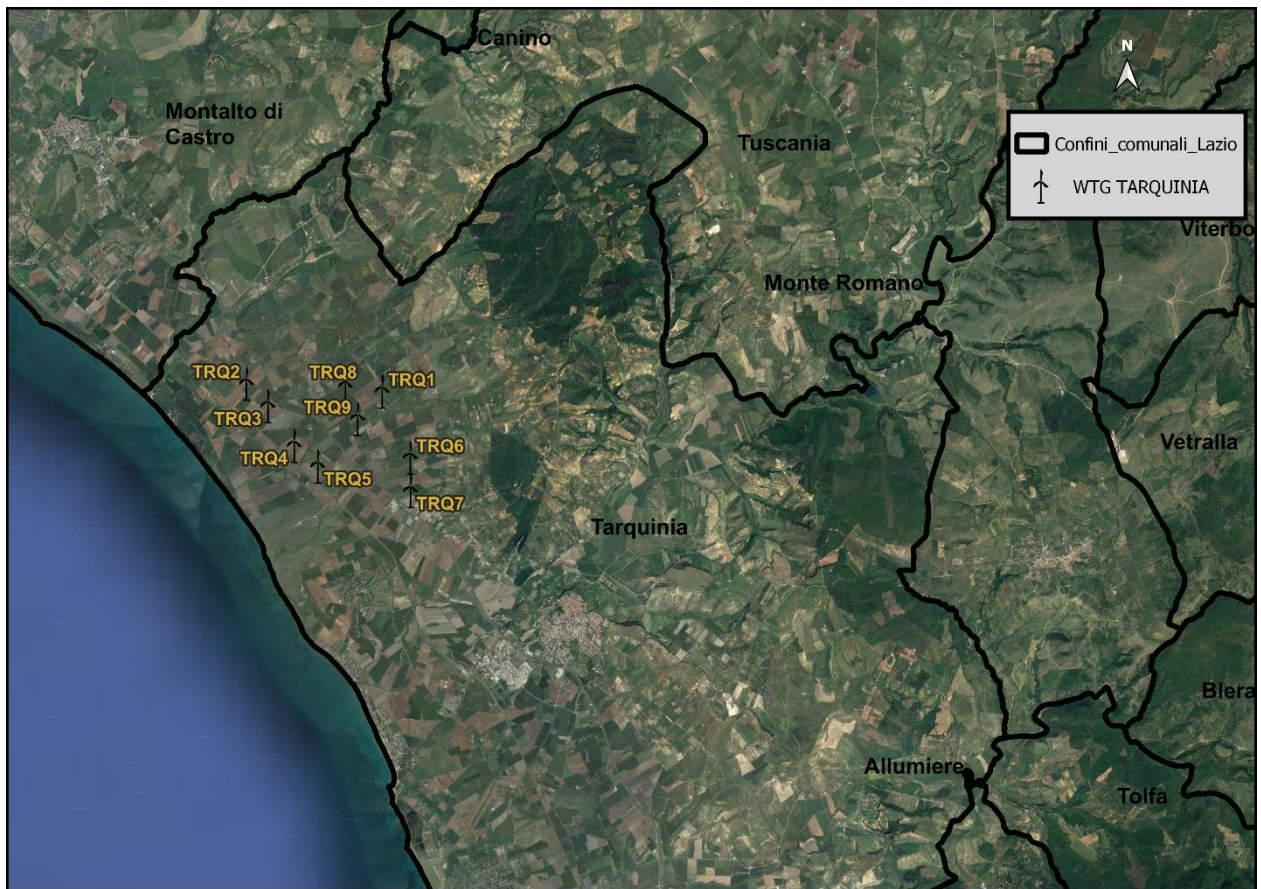 Canino
N
Montalto di
Castro
Tuscania
Confini_comunali_Lazio
WTG TARQUINIA
Viterbo
Monte Romano
TRQ2
TRQ8
TRQ1
TRQ3
TRQ9
TRQ4
TRQ6
TRQ5
TRQ7
Vetralla
Tarquinia
Blera
Allumiere
Tolfa